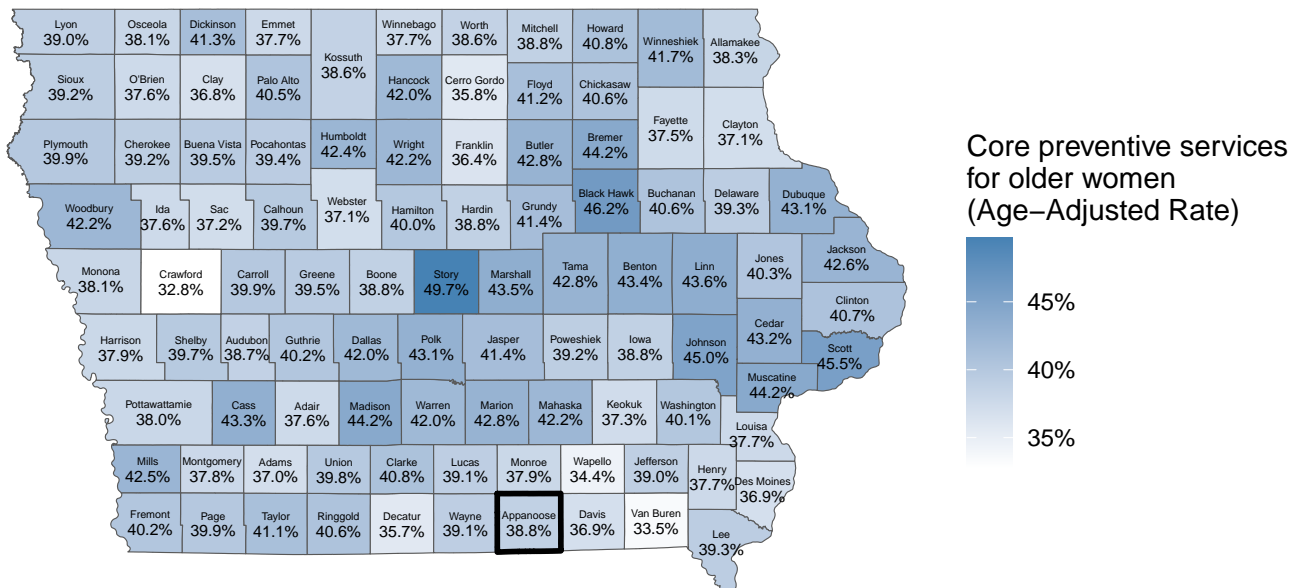 Lyon
39.0%
Osceola
38.1%
Dickinson
41.3%
Emmet
37.7%
Kossuth
38.6%
Winnebago
37.7%
Worth
38.6%
Mitchell
38.8%
Howard
40.8%
Winneshiek
41.7%
Allamakee
38.3%
Sioux
39.2%
O'Brien
37.6%
Clay
36.8%
Palo Alto
40.5%
Hancock
42.0%
Cerro Gordo
35.8%
Floyd
41.2%
Chickasaw
40.6%
Fayette
37.5%
Clayton
37.1%
Plymouth
39.9%
Cherokee
39.2%
Buena Vista
39.5%
Pocahontas
39.4%
Humboldt
42.4%
Wright
42.2%
Franklin
36.4%
Butler
42.8%
Bremer
44.2%
Woodbury
42.2%
Ida
37.6%
Sac
37.2%
Calhoun
39.7%
Webster
37.1%
Hamilton
40.0%
Hardin
38.8%
Grundy
41.4%
Black Hawk
46.2%
Buchanan
40.6%
Delaware
39.3%
Dubuque
43.1%
Monona
38.1%
Crawford
32.8%
Carroll
39.9%
Greene
39.5%
Boone
38.8%
Story
49.7%
Marshall
43.5%
Tama
42.8%
Benton
43.4%
Linn
43.6%
Jones
40.3%
Jackson
42.6%
Clinton
40.7%
Harrison
37.9%
Shelby
39.7%
Audubon
38.7%
Guthrie
40.2%
Dallas
42.0%
Polk
43.1%
Jasper
41.4%
Poweshiek
39.2%
Iowa
38.8%
Johnson
45.0%
Cedar
43.2%
Scott
45.5%
Muscatine
44.2%
Pottawattamie
38.0%
Cass
43.3%
Adair
37.6%
Madison
44.2%
Warren
42.0%
Marion
42.8%
Mahaska
42.2%
Keokuk
37.3%
Washington
40.1%
Louisa
37.7%
Mills
42.5%
Montgomery
37.8%
Adams
37.0%
Union
39.8%
Clarke
40.8%
Lucas
39.1%
Monroe
37.9%
Wapello
34.4%
Jefferson
39.0%
Henry
37.7%
Des Moines
36.9%
Fremont
40.2%
Page
39.9%
Taylor
41.1%
Ringgold
40.6%
Decatur
35.7%
Wayne
39.1%
Appanoose
38.8%
Davis
36.9%
Van Buren
33.5%
Lee
39.3%
Core preventive services
for older women
(Age−Adjusted Rate)
45%
40%
35%